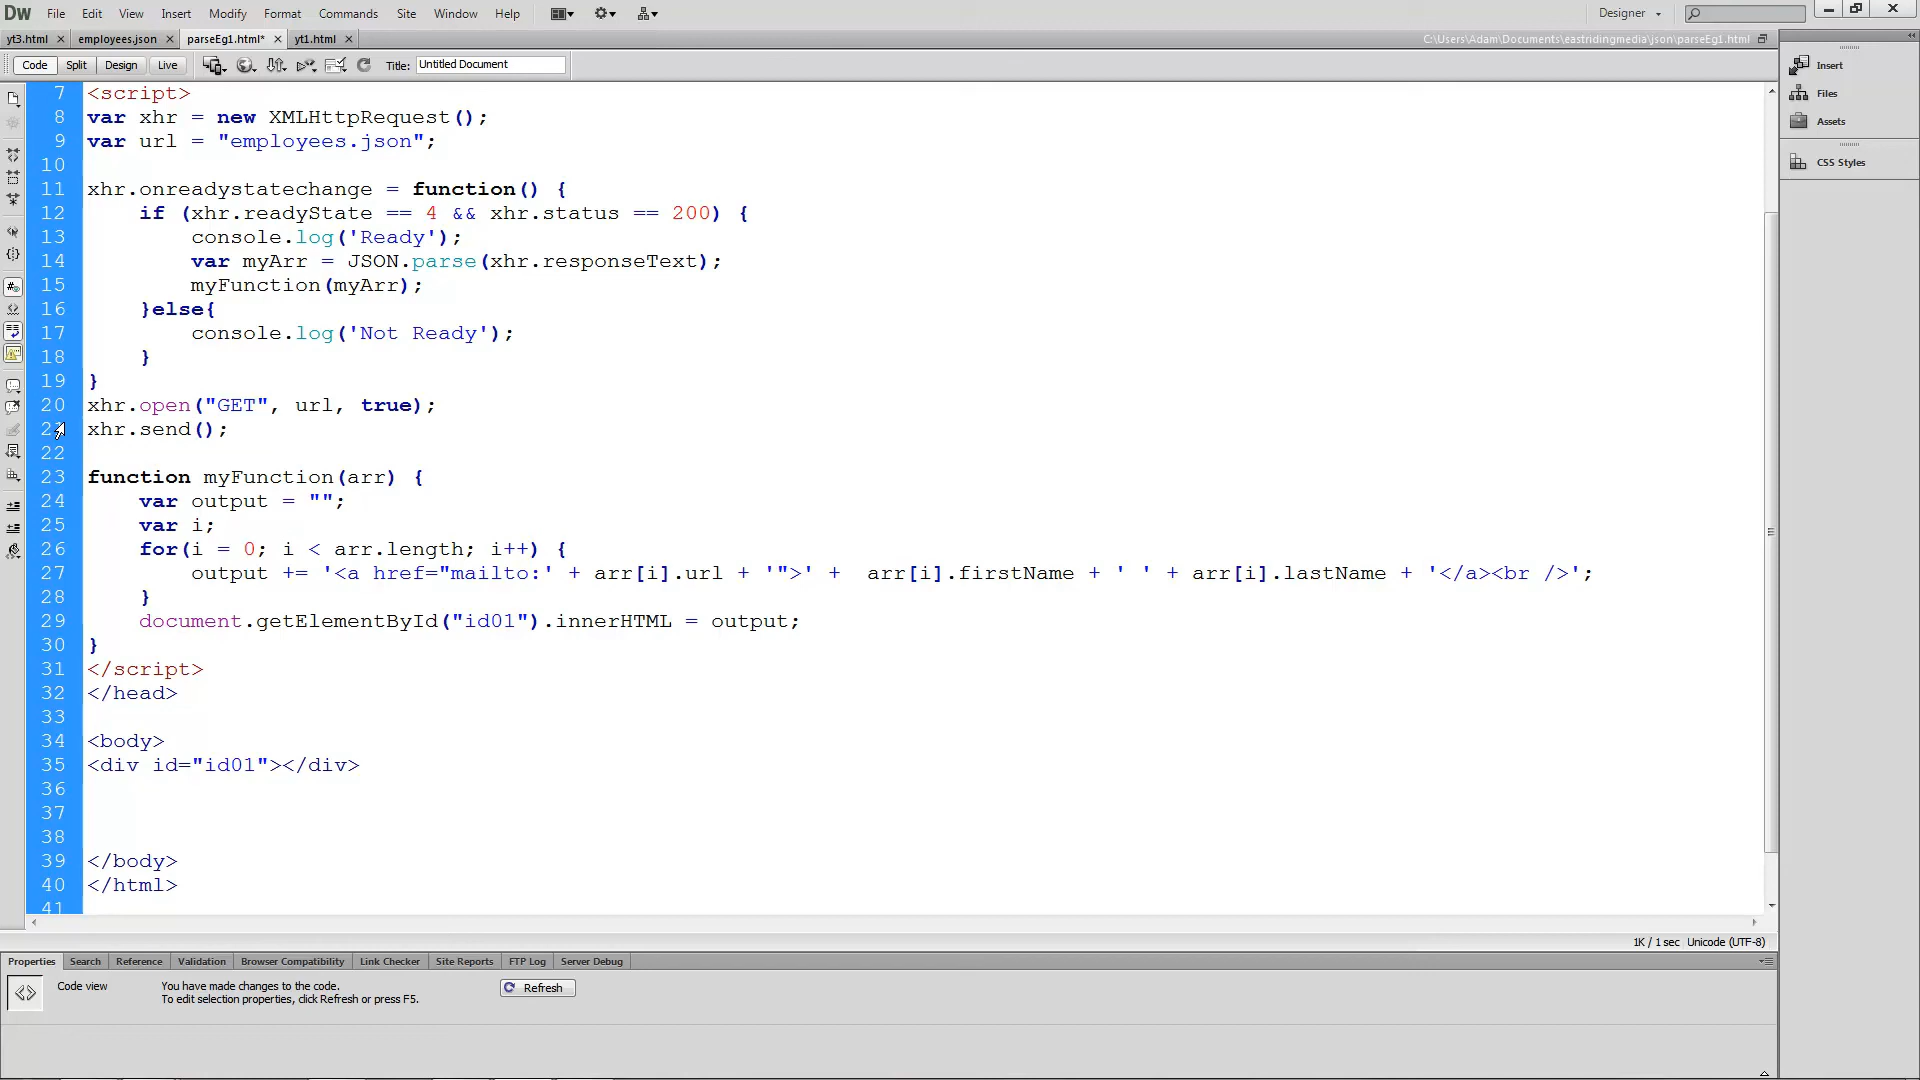 Dw File Edit View Insert Modify Format Commands Site Window Help Designer
yt3.html × employees.json × parseEg1.html* × yt1.html × C:\Users\Adam\Documents\eastridingmedia\json\parseEg1.html
Code Split Design Live Title: Untitled Document
7 <script>
8 var xhr = new XMLHttpRequest();
9 var url = "employees.json";
10
11 xhr.onreadystatechange = function() {
12 if (xhr.readyState == 4 && xhr.status == 200) {
13 console.log('Ready');
14 var myArr = JSON.parse(xhr.responseText);
15 myFunction(myArr);
16 }else{
17 console.log('Not Ready');
18 }
19 }
20 xhr.open("GET", url, true);
21 xhr.send();
22
23 function myFunction(arr) {
24 var output = "";
25 var i;
26 for(i = 0; i < arr.length; i++) {
27 output += '<a href="mailto:' + arr[i].url + '">' +  arr[i].firstName + ' ' + arr[i].lastName + '</a><br />';
28 }
29 document.getElementById("id01").innerHTML = output;
30 }
31 </script>
32 </head>
33
34 <body>
35 <div id="id01"></div>
36
37
38
39 </body>
40 </html>
41
Insert
Files
Assets
CSS Styles
1K / 1 sec Unicode (UTF-8)
Properties Search Reference Validation Browser Compatibility Link Checker Site Reports FTP Log Server Debug
Code view You have made changes to the code. Refresh
To edit selection properties, click Refresh or press F5.